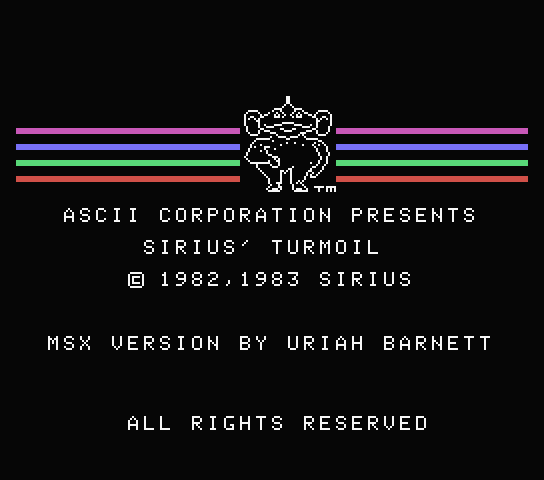 TM
ASCII CORPORATION PRESENTS
SIRIUS' TURMOIL
© 1982,1983 SIRIUS
MSX VERSION BY URIAH BARNETT
ALL RIGHTS RESERVED